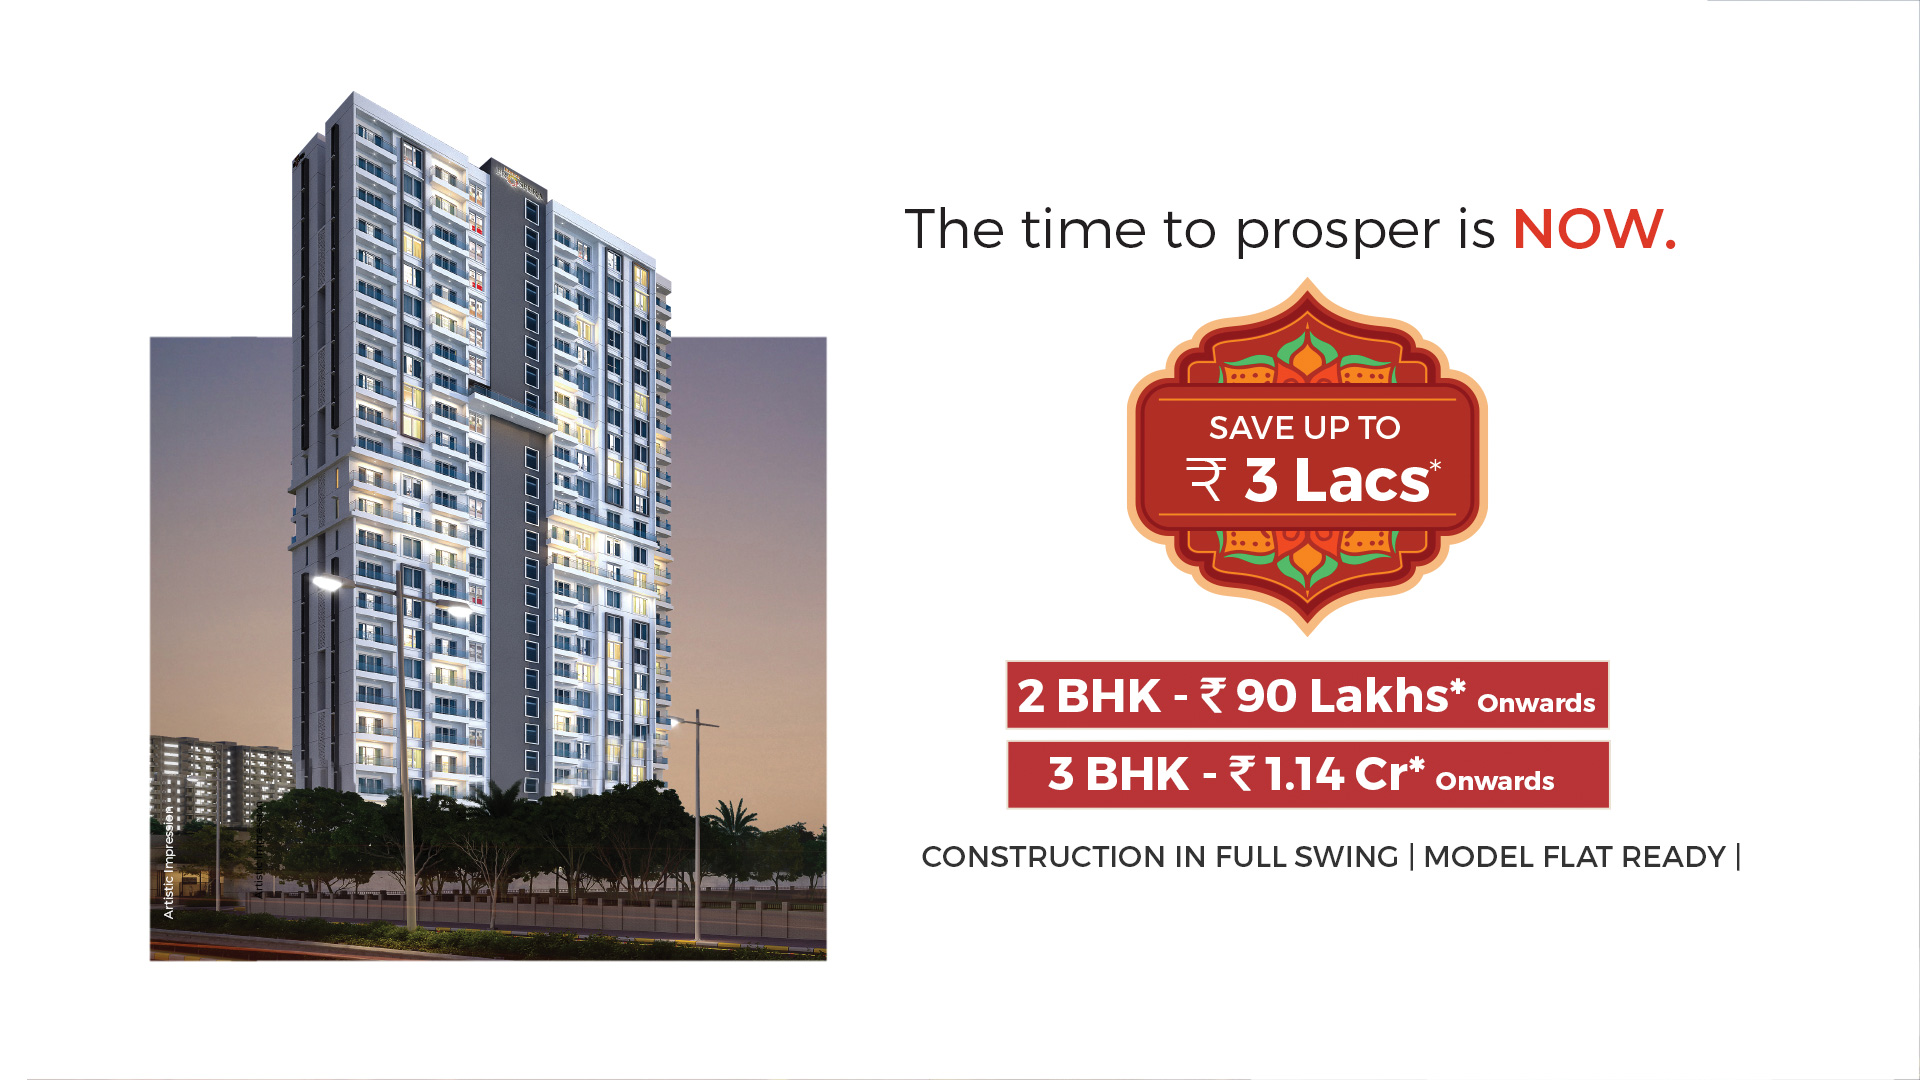 The time to prosper is NOW.
SAVE UP TO
₹ 3 Lacs*
2 BHK - ₹ 90 Lakhs* Onwards
3 BHK - ₹ 1.14 Cr* Onwards
CONSTRUCTION IN FULL SWING | MODEL FLAT READY |
Artistic Impression